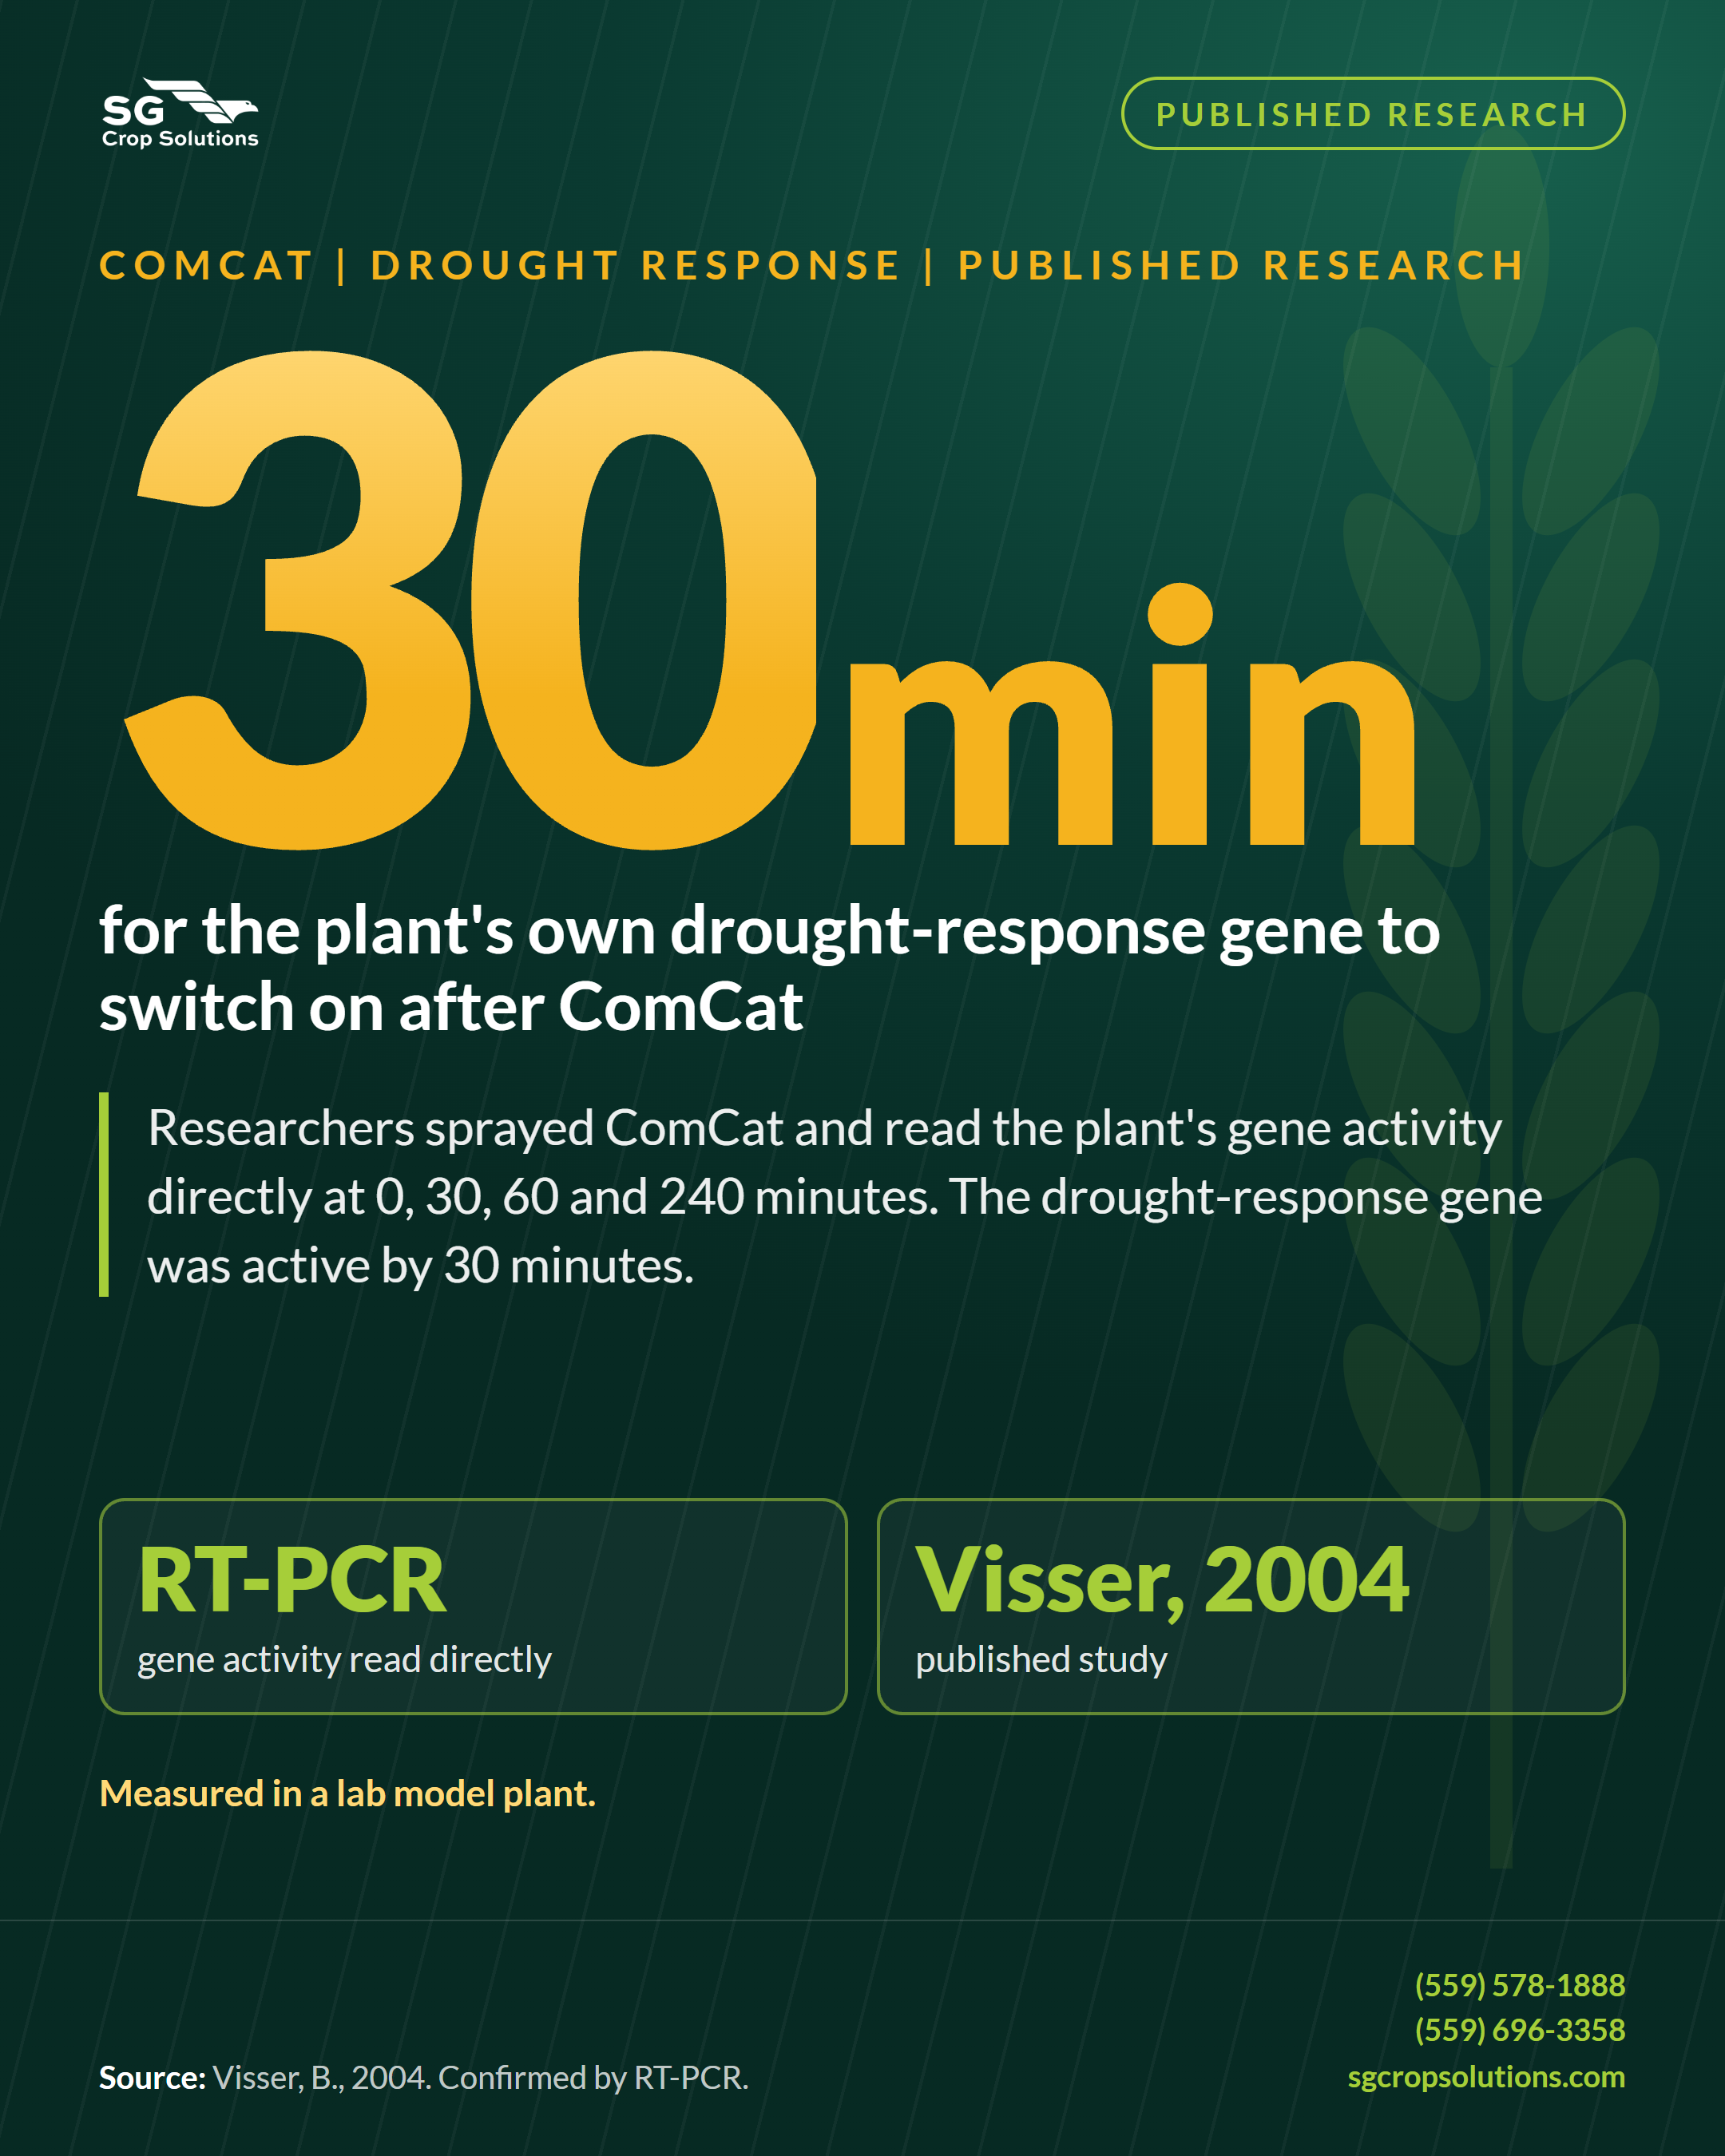 SG
Crop Solutions
PUBLISHED RESEARCH
COMCAT | DROUGHT RESPONSE | PUBLISHED RESEARCH
30 min
for the plant's own drought-response gene to
switch on after ComCat
Researchers sprayed ComCat and read the plant's gene activity
directly at 0, 30, 60 and 240 minutes. The drought-response gene
was active by 30 minutes.
RT-PCR
gene activity read directly
Visser, 2004
published study
Measured in a lab model plant.
(559) 578-1888
(559) 696-3358
Source: Visser, B., 2004. Confirmed by RT-PCR.
sgcropsolutions.com